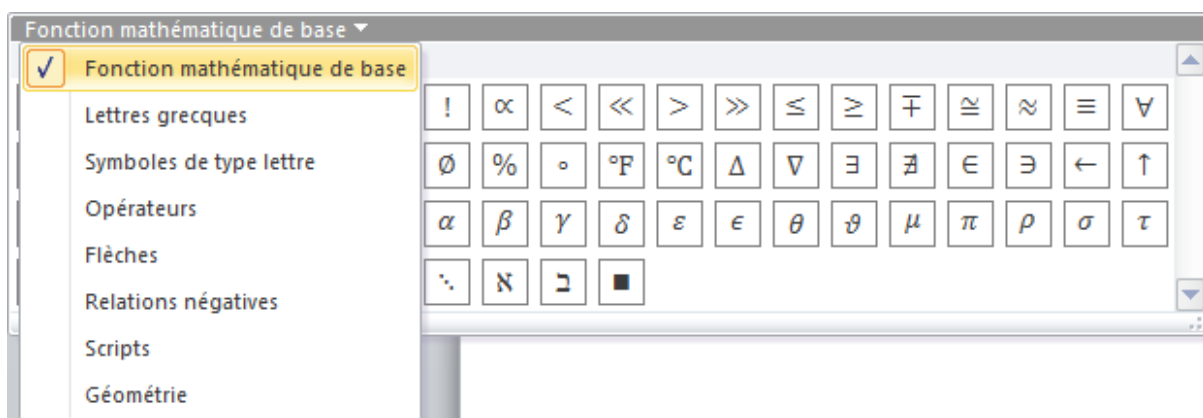 Fonction mathématique de base
Fonction mathématique de base
Lettres grecques
Symboles de type lettre
Opérateurs
Flèches
Relations négatives
Scripts
Géométrie
! ∝ < ≪ > ≫ ≤ ≥ ∓ ≅ ≈ ≡ ∀
∅ % ∘ °F °C ∆ ∇ ∃ ∄ ∈ ∋ ← ↑
α β γ δ ε ϵ θ ϑ μ π ρ σ τ
⋱ ℵ ℶ ∎